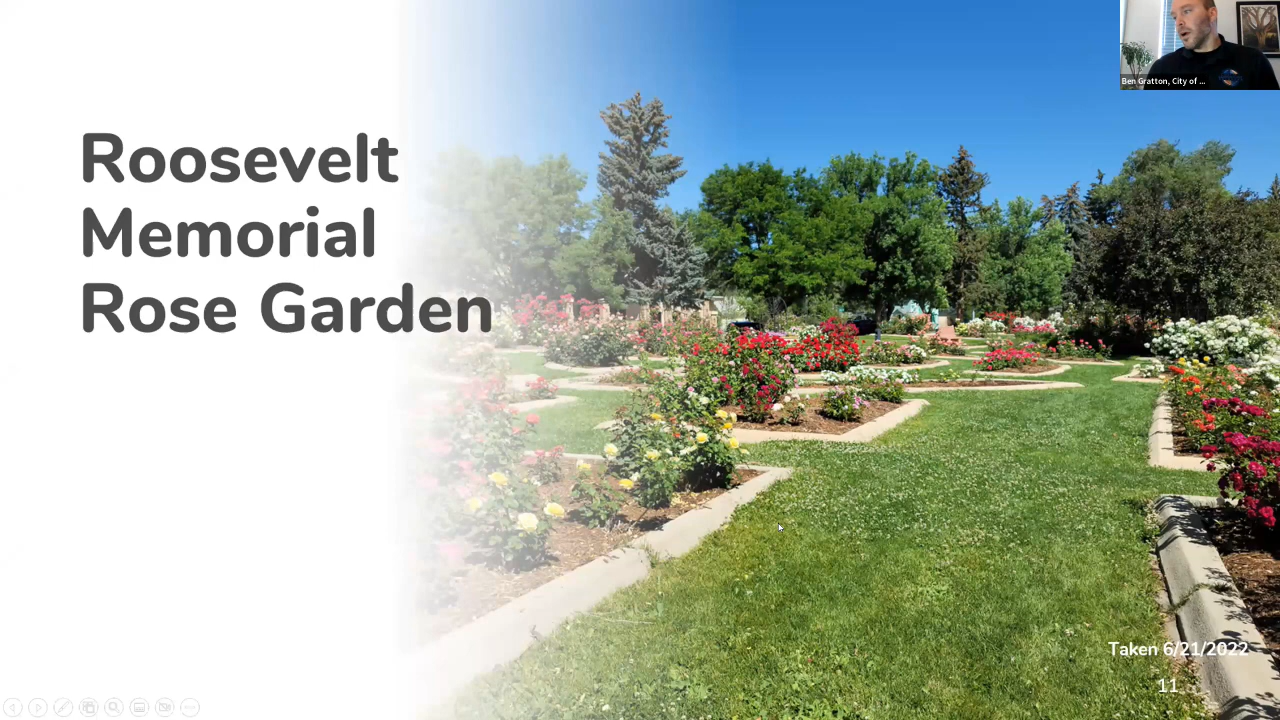 Roosevelt
Memorial
Rose Garden
Ben Gratton, City of ...
Taken 6/21/2022
11